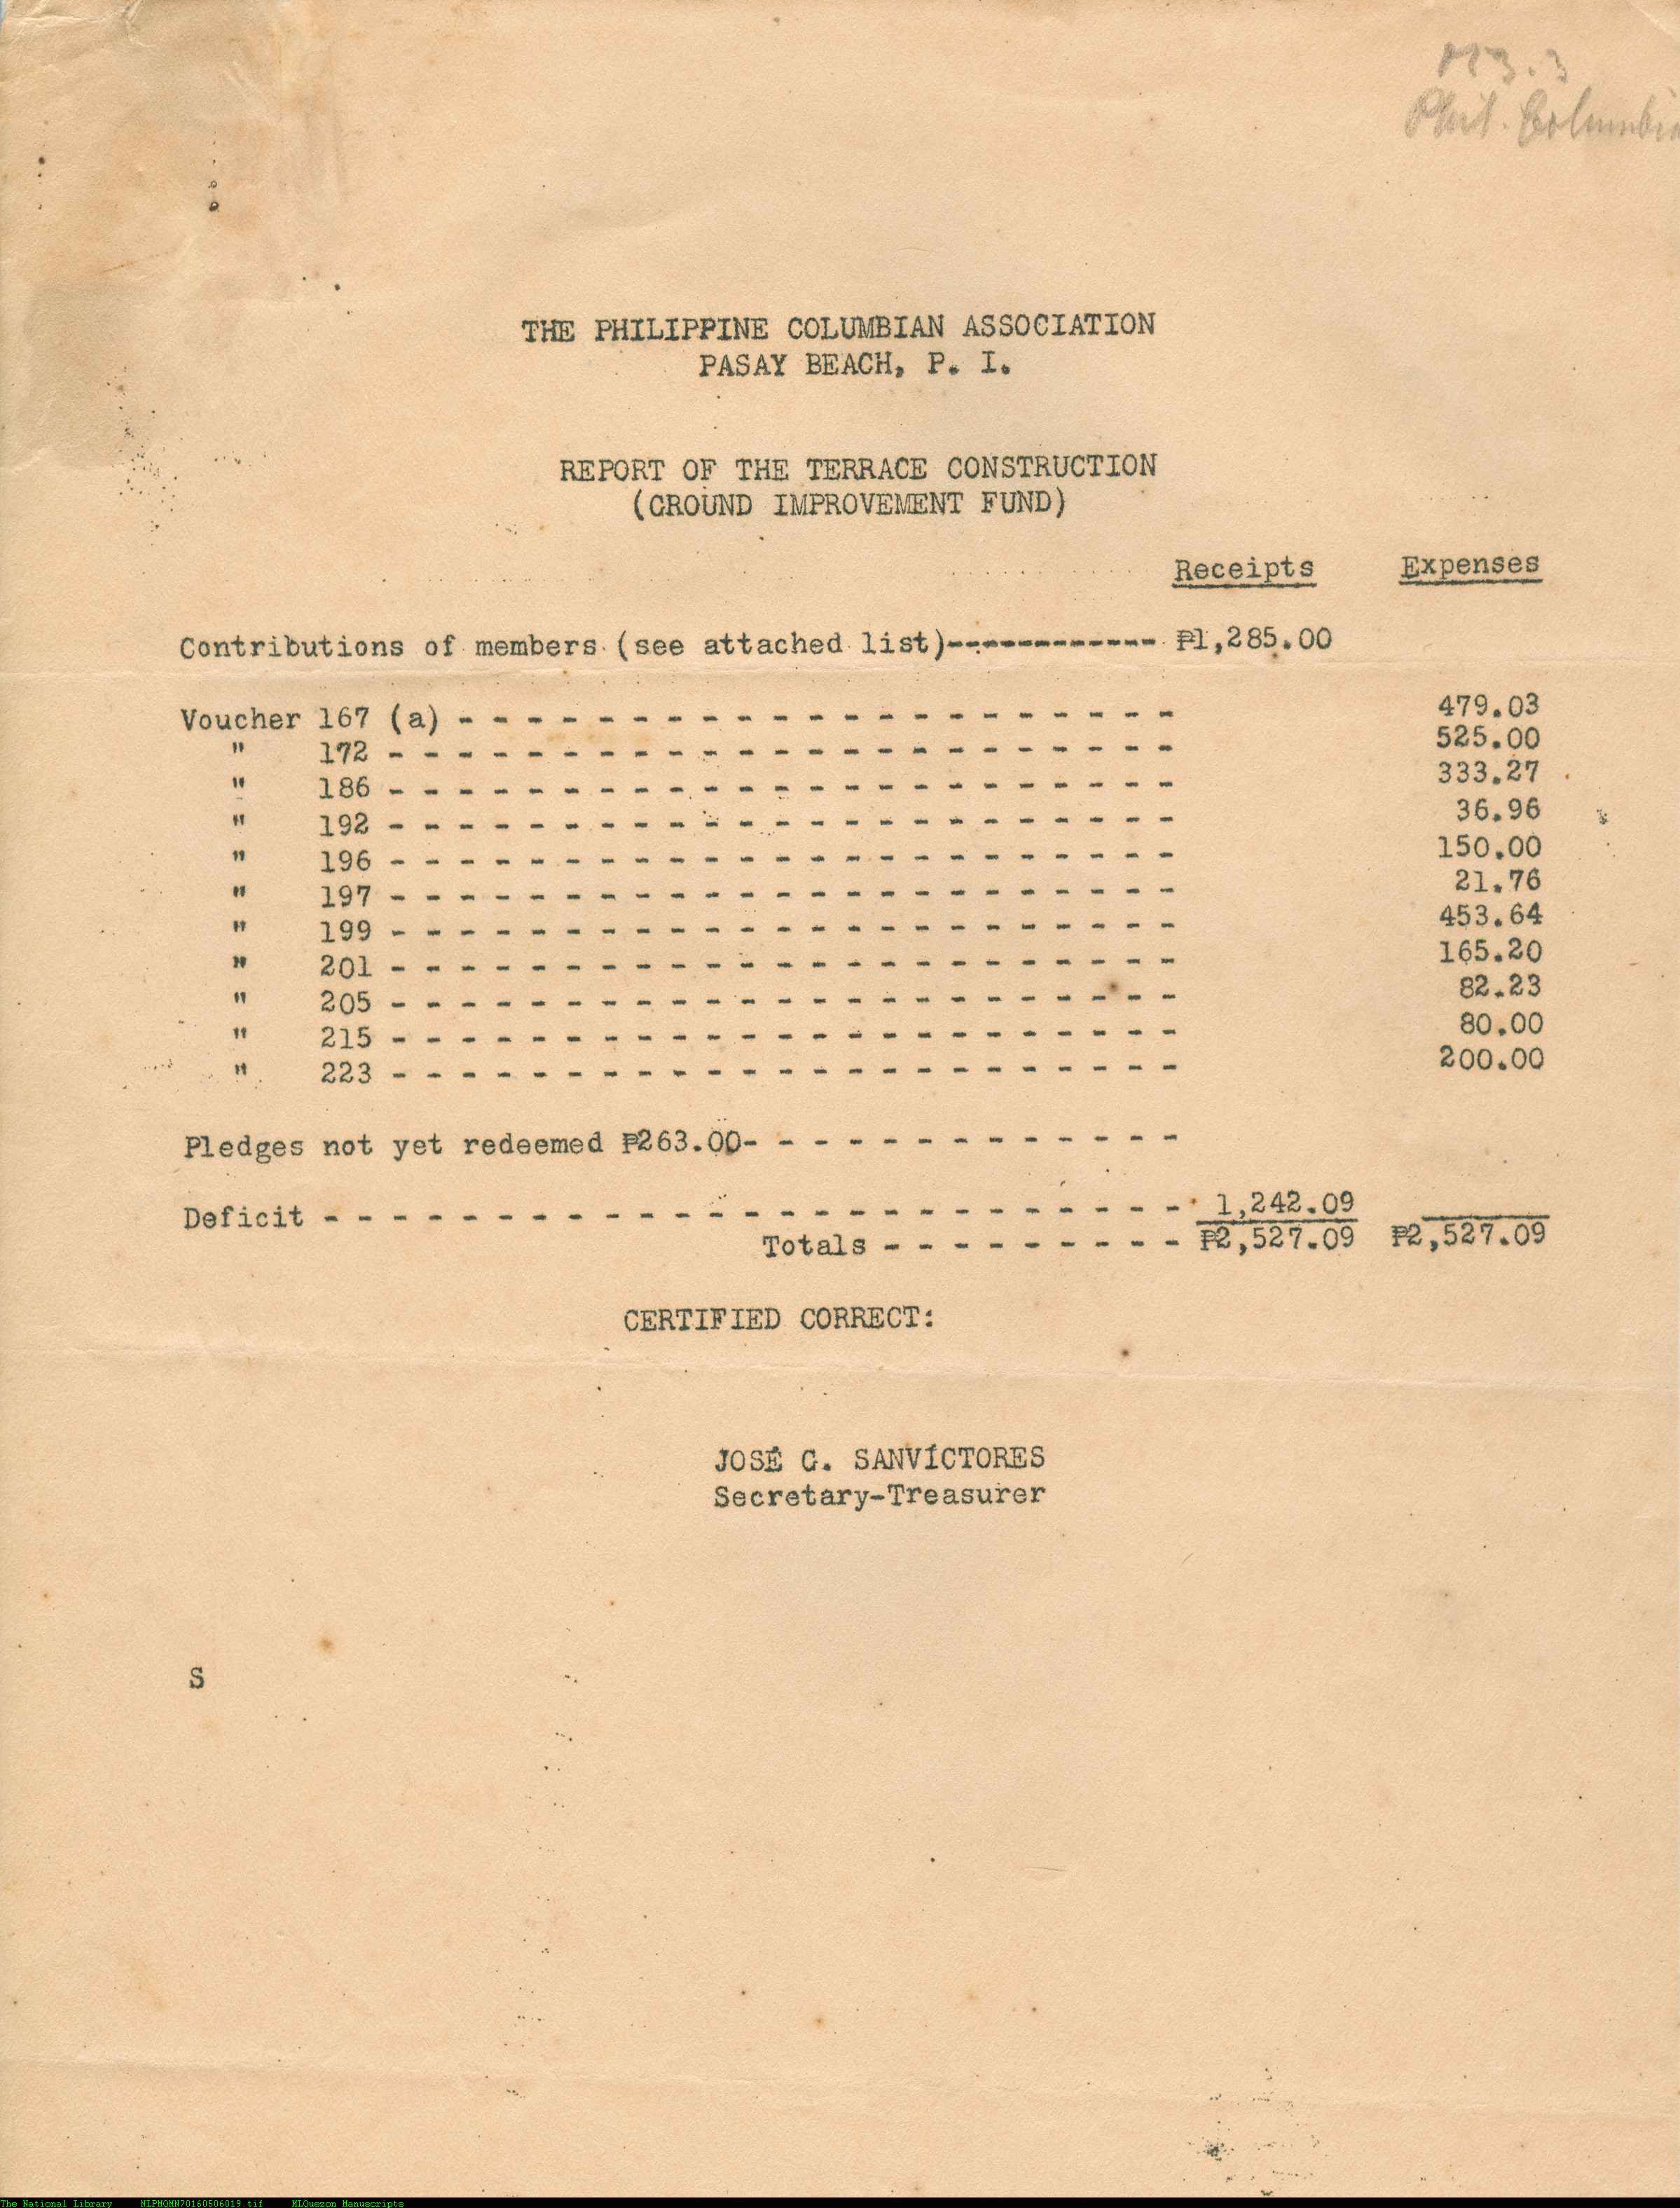 Phil. Columbia
THE PHILIPPINE COLUMBIAN ASSOCIATION
PASAY BEACH, P. I.
REPORT OF THE TERRACE CONSTRUCTION
(GROUND IMPROVEMENT FUND)
Receipts Expenses
Contributions of members (see attached list)------------ ₱1,285.00
Voucher 167 (a) - - - - - - - - - - - - - - - - - - - - - 479.03
" 172 - - - - - - - - - - - - - - - - - - - - - - - 525.00
" 186 - - - - - - - - - - - - - - - - - - - - - - - 333.27
" 192 - - - - - - - - - - - - - - - - - - - - - - - 36.96
" 196 - - - - - - - - - - - - - - - - - - - - - - - 150.00
" 197 - - - - - - - - - - - - - - - - - - - - - - - 21.76
" 199 - - - - - - - - - - - - - - - - - - - - - - - 453.64
" 201 - - - - - - - - - - - - - - - - - - - - - - - 165.20
" 205 - - - - - - - - - - - - - - - - - - - - - - - 82.23
" 215 - - - - - - - - - - - - - - - - - - - - - - - 80.00
" 223 - - - - - - - - - - - - - - - - - - - - - - - 200.00
Pledges not yet redeemed ₱263.00- - - - - - - - - - - - -
Deficit - - - - - - - - - - - - - - - - - - - - - - - - - 1,242.09
Totals - - - - - - - - - ₱2,527.09 ₱2,527.09
CERTIFIED CORRECT:
JOSÉ G. SANVÍCTORES
Secretary-Treasurer
S
The National Library NLPMQMN70160506019 tif MLQuezon Manuscripts